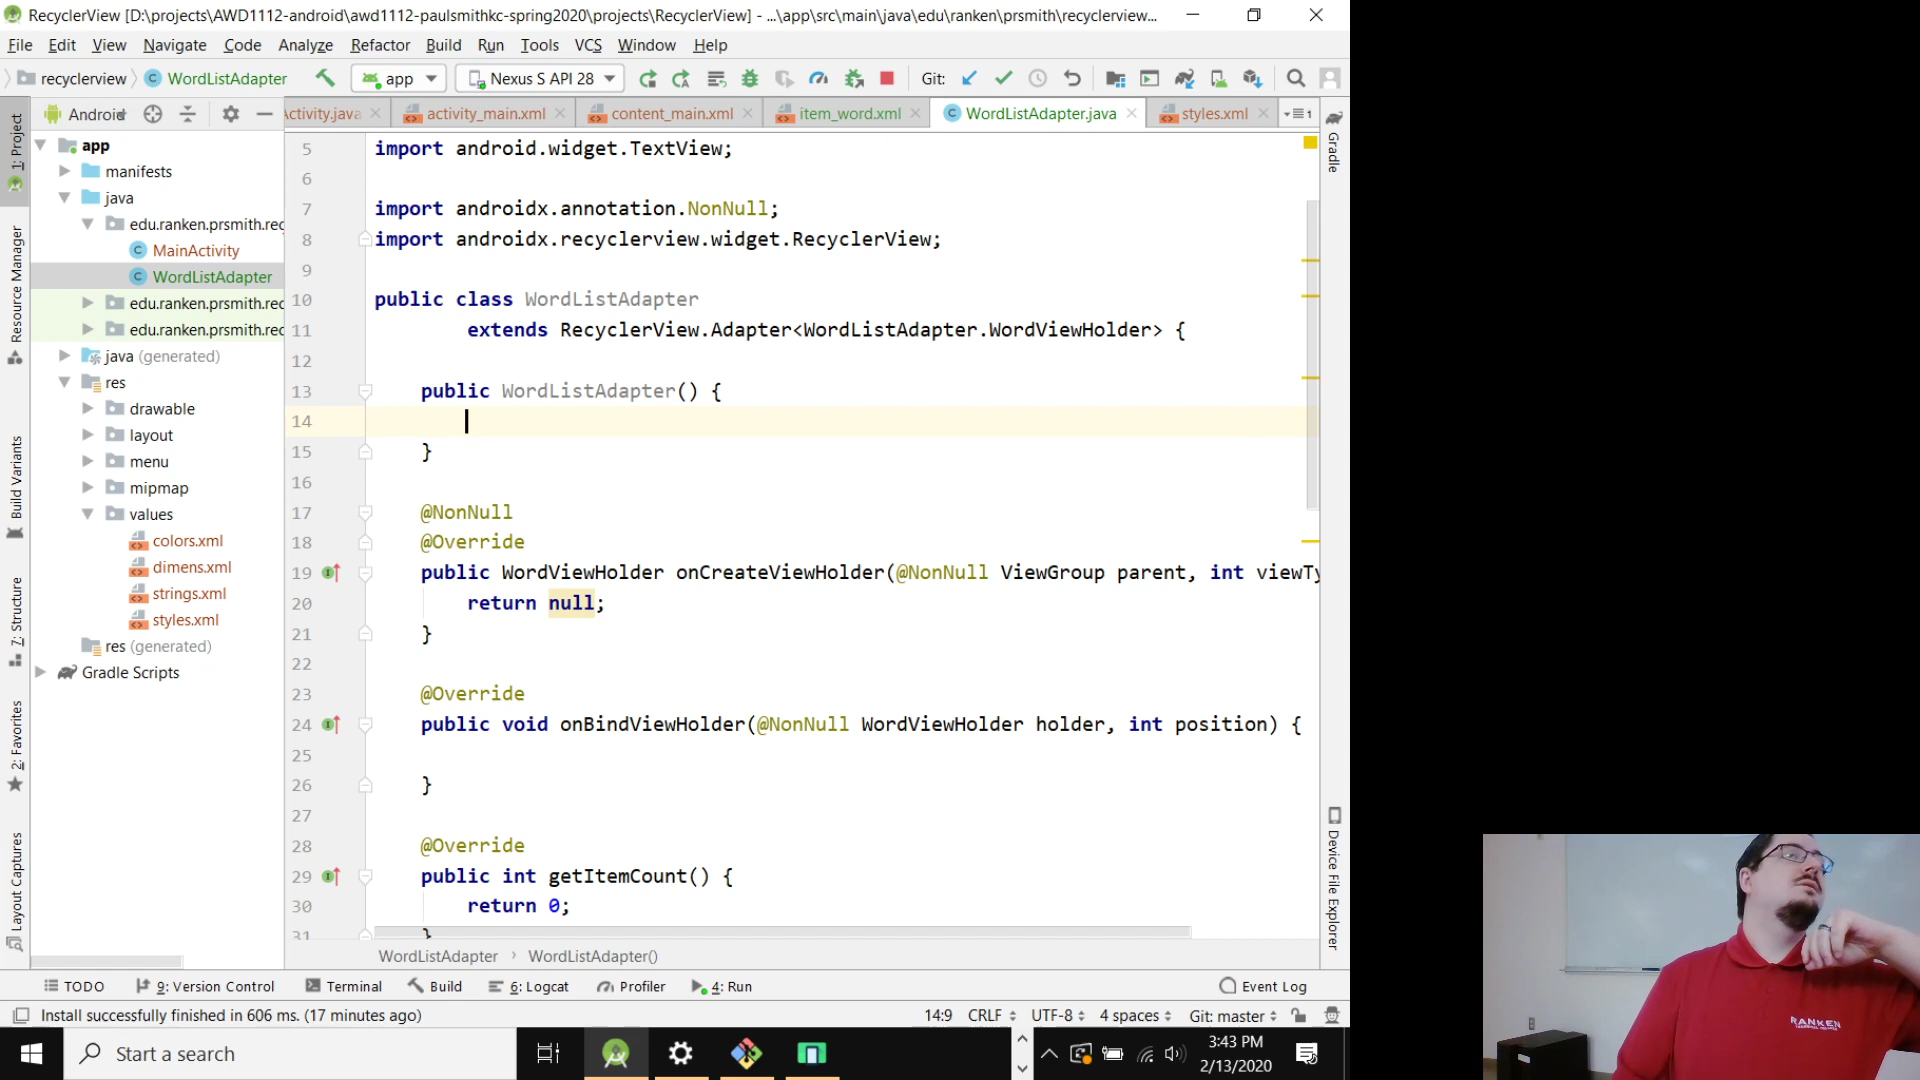 RecyclerView [D:\projects\AWD1112-android\awd1112-paulsmithkc-spring2020\projects\RecyclerView] - ...\app\src\main\java\edu\ranken\prsmith\recyclerview...
File Edit View Navigate Code Analyze Refactor Build Run Tools VCS Window Help
recyclerview WordListAdapter app Nexus S API 28 Git:
Android Activity.java activity_main.xml content_main.xml item_word.xml WordListAdapter.java styles.xml 1
1: Project
Resource Manager
Build Variants
7: Structure
2: Favorites
Layout Captures
app
manifests
java
edu.ranken.prsmith.rec
MainActivity
WordListAdapter
edu.ranken.prsmith.rec
edu.ranken.prsmith.rec
java (generated)
res
drawable
layout
menu
mipmap
values
colors.xml
dimens.xml
strings.xml
styles.xml
res (generated)
Gradle Scripts
5 import android.widget.TextView;
6
7 import androidx.annotation.NonNull;
8 import androidx.recyclerview.widget.RecyclerView;
9
10 public class WordListAdapter
11 extends RecyclerView.Adapter<WordListAdapter.WordViewHolder> {
12
13 public WordListAdapter() {
14
15 }
16
17 @NonNull
18 @Override
19 public WordViewHolder onCreateViewHolder(@NonNull ViewGroup parent, int viewTy
20 return null;
21 }
22
23 @Override
24 public void onBindViewHolder(@NonNull WordViewHolder holder, int position) {
25
26 }
27
28 @Override
29 public int getItemCount() {
30 return 0;
31 }
WordListAdapter › WordListAdapter()
Gradle
Device File Explorer
TODO 9: Version Control Terminal Build 6: Logcat Profiler 4: Run Event Log
Install successfully finished in 606 ms. (17 minutes ago) 14:9 CRLF UTF-8 4 spaces Git: master
Start a search
3:43 PM
2/13/2020
RANKEN